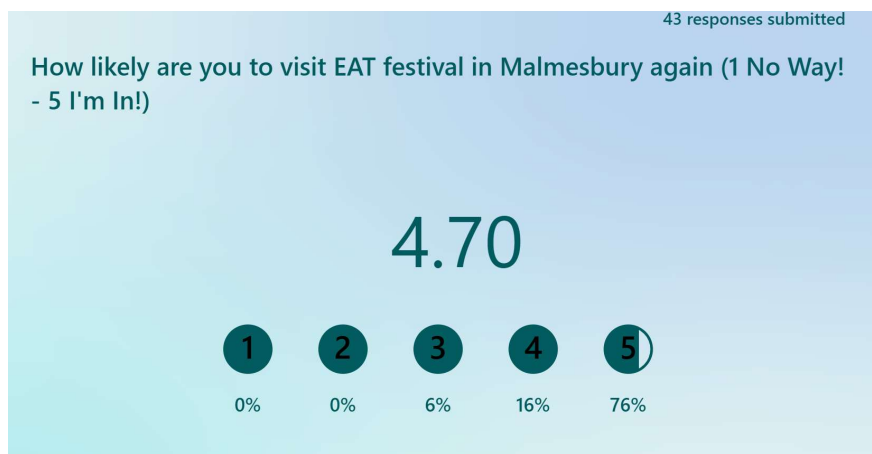 43 responses submitted
How likely are you to visit EAT festival in Malmesbury again (1 No Way!
- 5 I'm In!)
4.70
1 2 3 4 5
0% 0% 6% 16% 76%